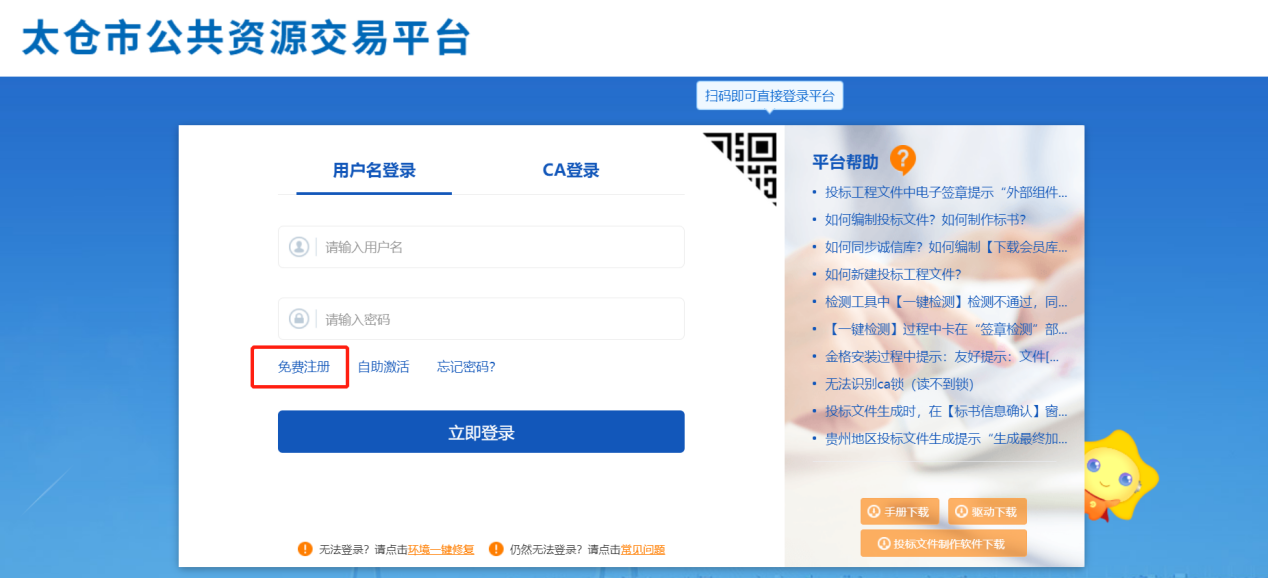 太仓市公共资源交易平台
扫码即可直接登录平台
用户名登录 CA登录
请输入用户名
请输入密码
免费注册 自助激活 忘记密码?
立即登录
无法登录? 请点击环境一键修复 仍然无法登录? 请点击常见问题
平台帮助
投标工程文件中电子签章提示“外部组件...
如何编制投标文件? 如何制作标书?
如何同步诚信库? 如何编制【下载会员库...
如何新建投标工程文件?
检测工具中【一键检测】检测不通过，同...
【一键检测】过程中卡在“签章检测”部...
金格安装过程中提示：友好提示：文件[...
无法识别ca锁（读不到锁）
投标文件生成时，在【标书信息确认】窗...
贵州地区投标文件生成提示“生成最终加...
手册下载 驱动下载
投标文件制作软件下载